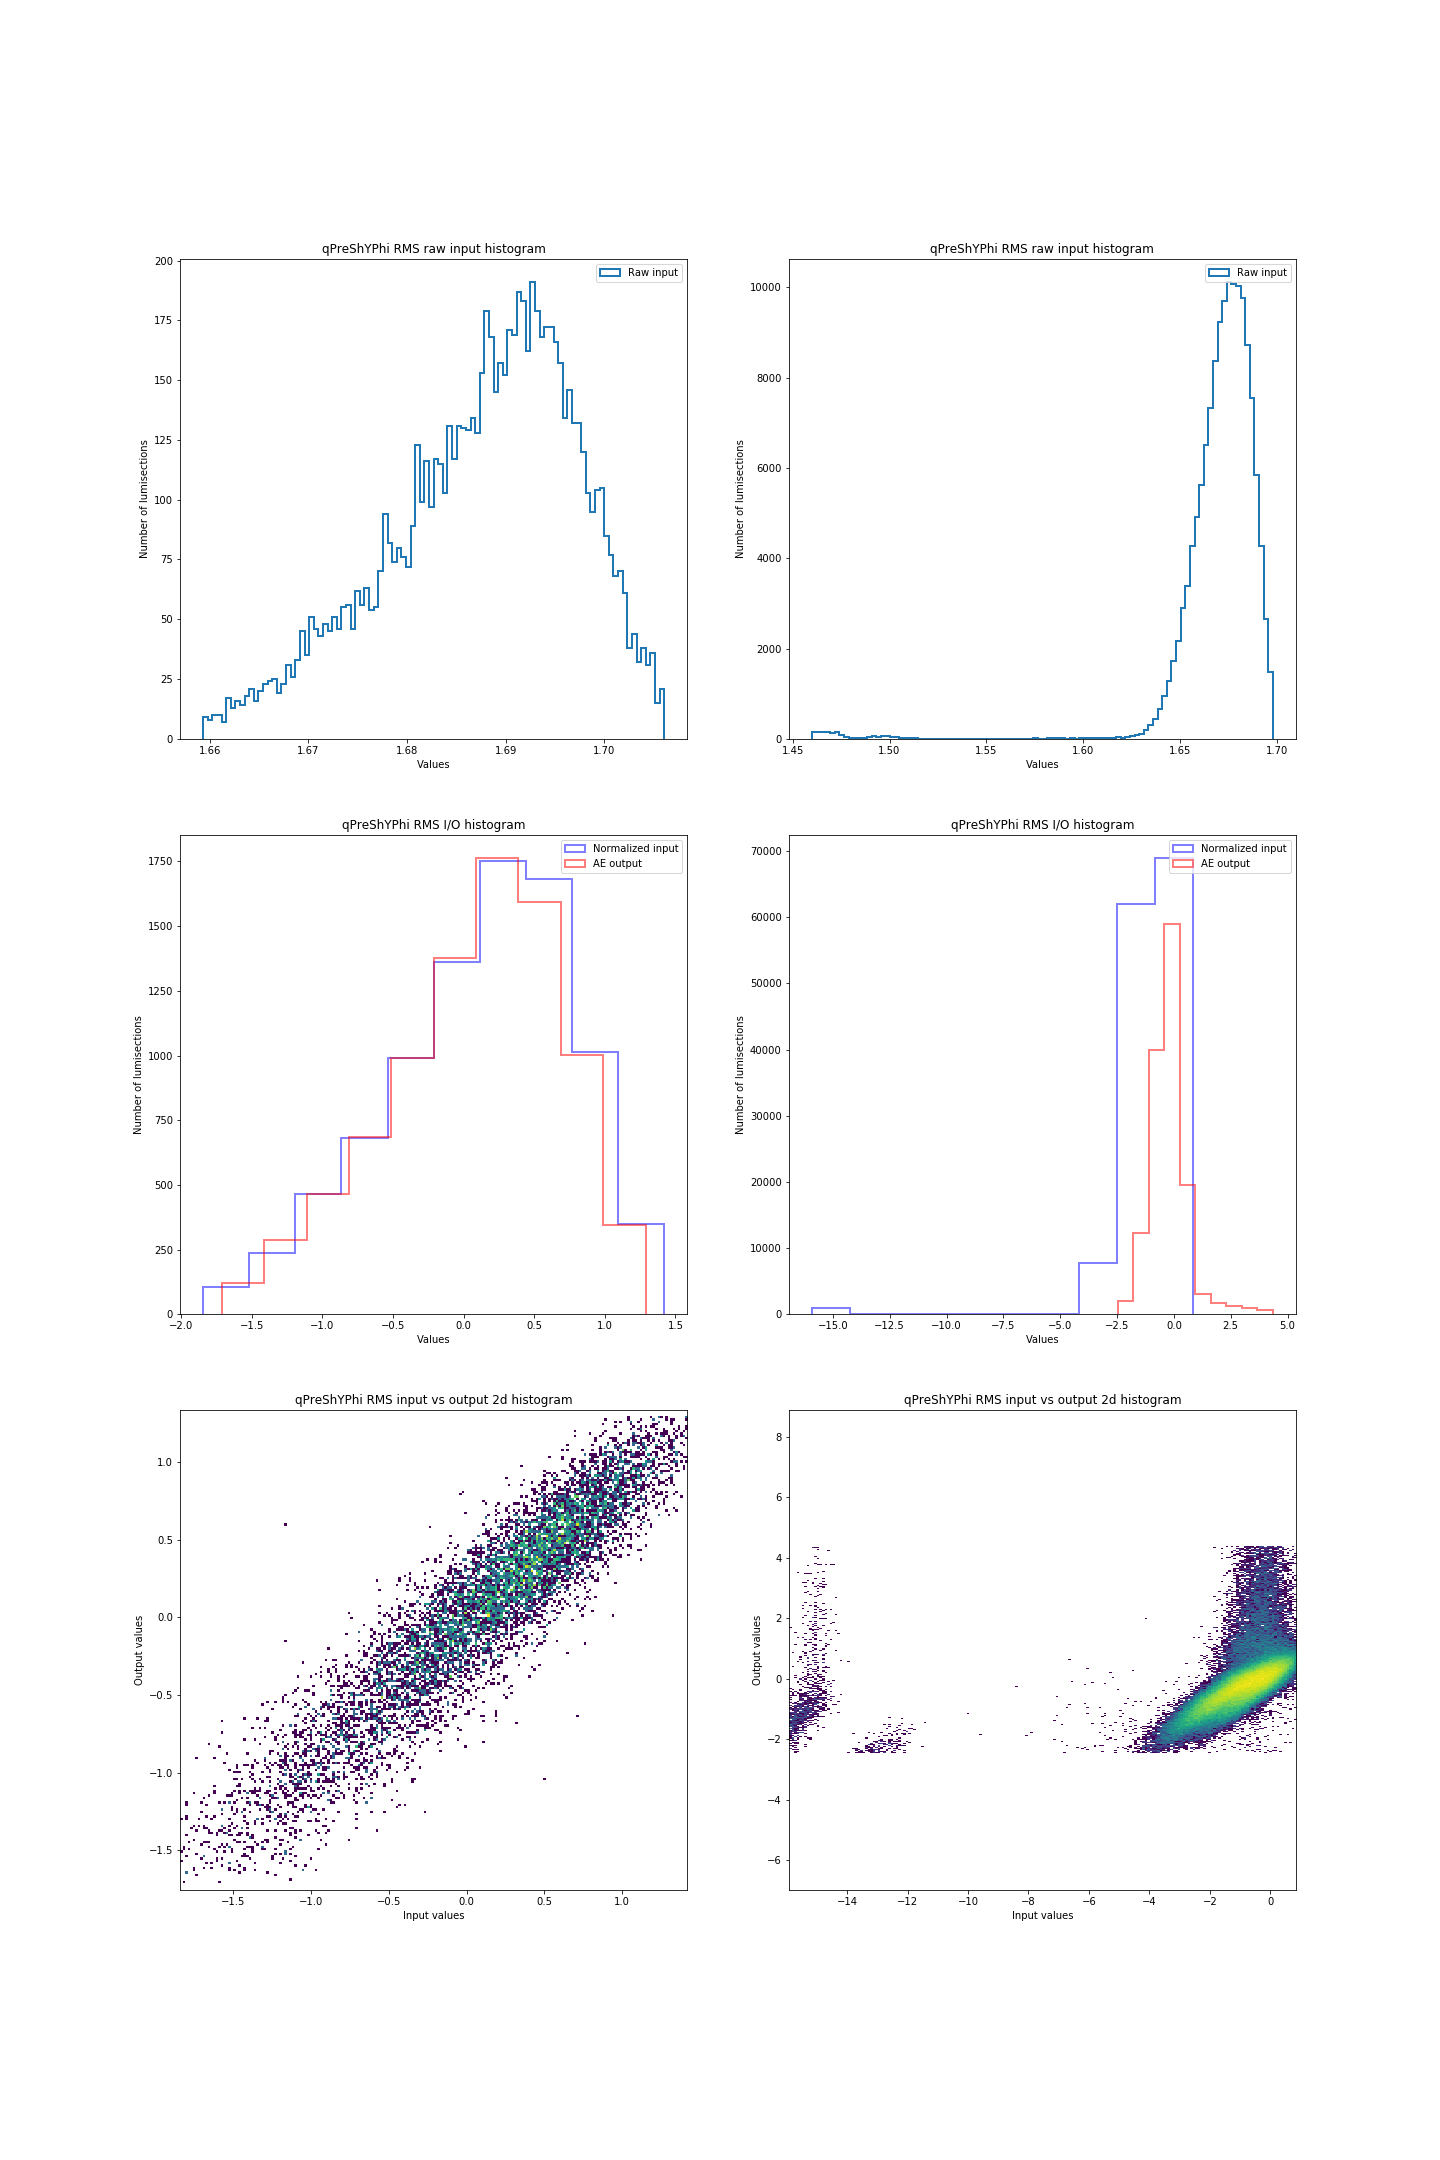 qPreShYPhi RMS raw input histogram
Raw input
200
175
150
125
100
75
50
25
0
Number of lumisections
1.66 1.67 1.68 1.69 1.70
Values
qPreShYPhi RMS raw input histogram
Raw input
10000
8000
6000
4000
2000
0
Number of lumisections
1.45 1.50 1.55 1.60 1.65 1.70
Values
qPreShYPhi RMS I/O histogram
Normalized input
AE output
1750
1500
1250
1000
750
500
250
0
Number of lumisections
−2.0 −1.5 −1.0 −0.5 0.0 0.5 1.0 1.5
Values
qPreShYPhi RMS I/O histogram
Normalized input
AE output
70000
60000
50000
40000
30000
20000
10000
0
Number of lumisections
−15.0 −12.5 −10.0 −7.5 −5.0 −2.5 0.0 2.5 5.0
Values
qPreShYPhi RMS input vs output 2d histogram
1.0
0.5
0.0
−0.5
−1.0
−1.5
Output values
−1.5 −1.0 −0.5 0.0 0.5 1.0
Input values
qPreShYPhi RMS input vs output 2d histogram
8
6
4
2
0
−2
−4
−6
Output values
−14 −12 −10 −8 −6 −4 −2 0
Input values